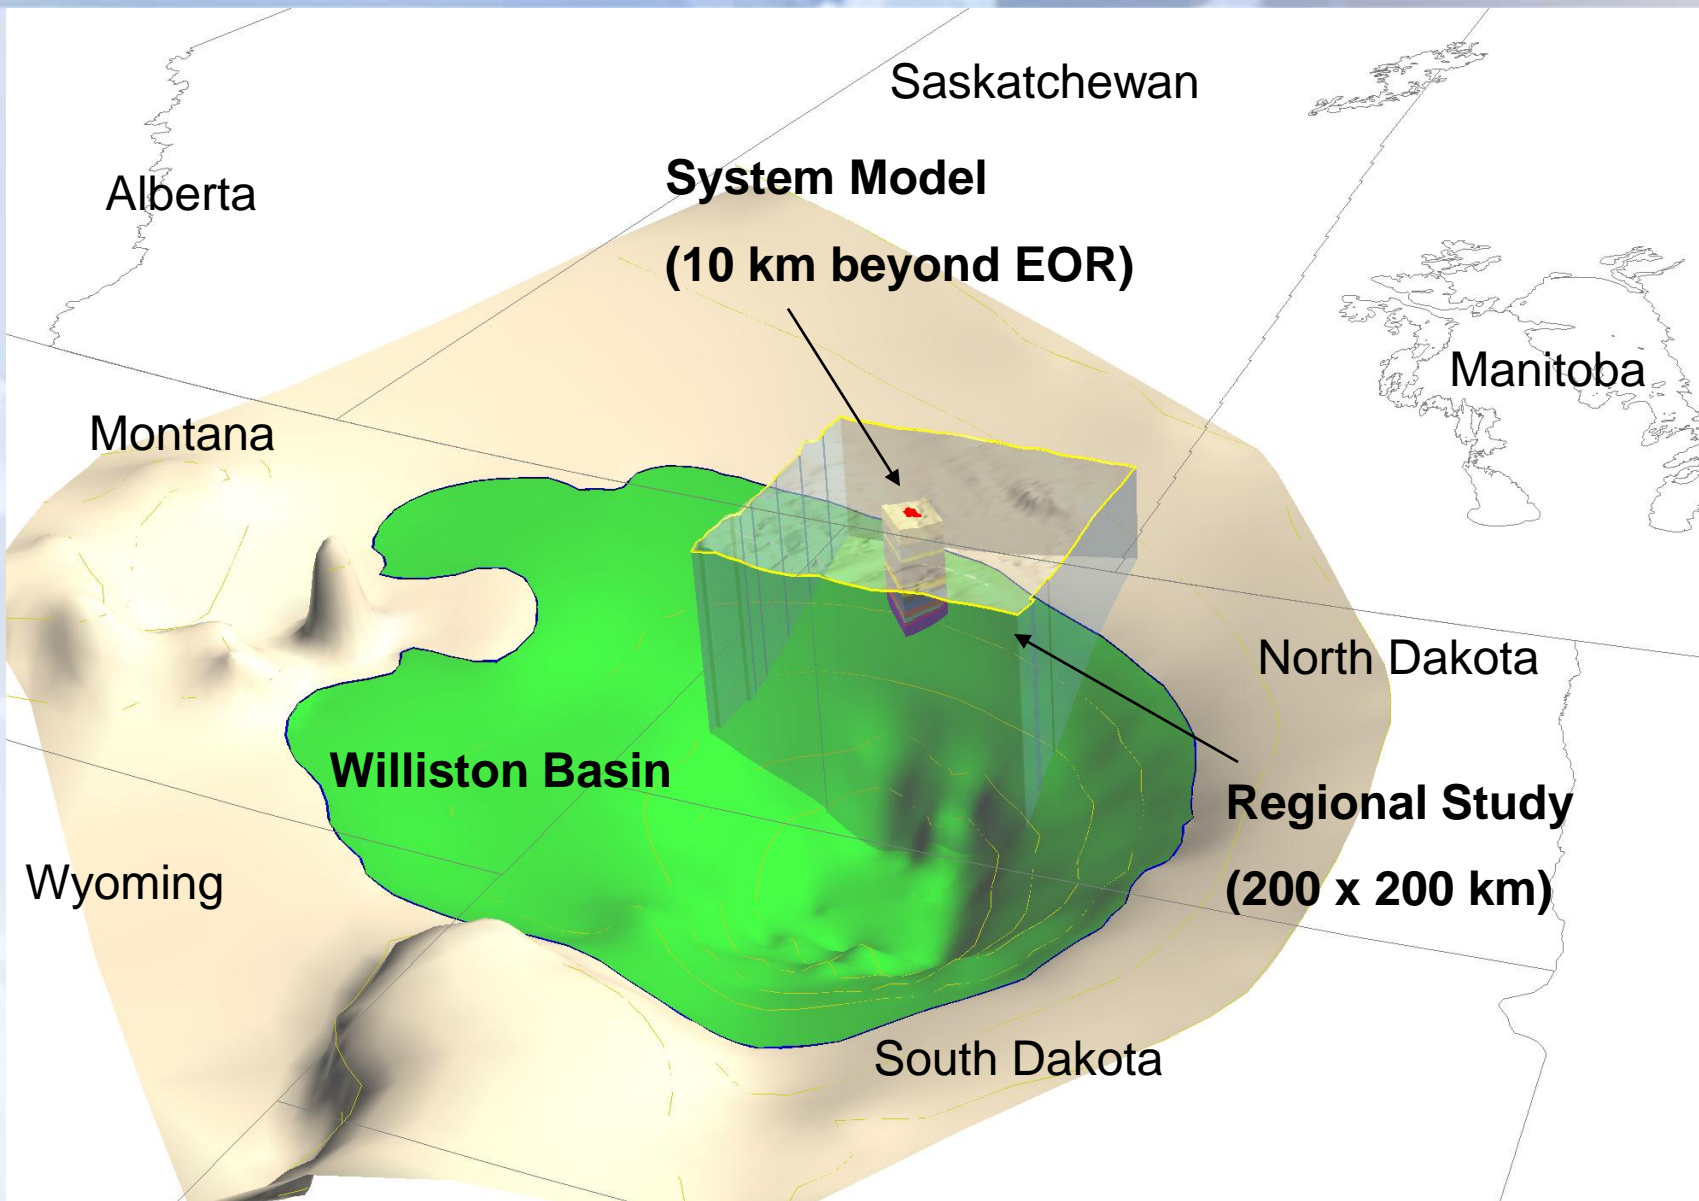 Saskatchewan
System Model
Alberta
(10 km beyond EOR)
Manitoba
Montana
North Dakota
Williston Basin
Regional Study
Wyoming
(200 x 200 km)
South Dakota